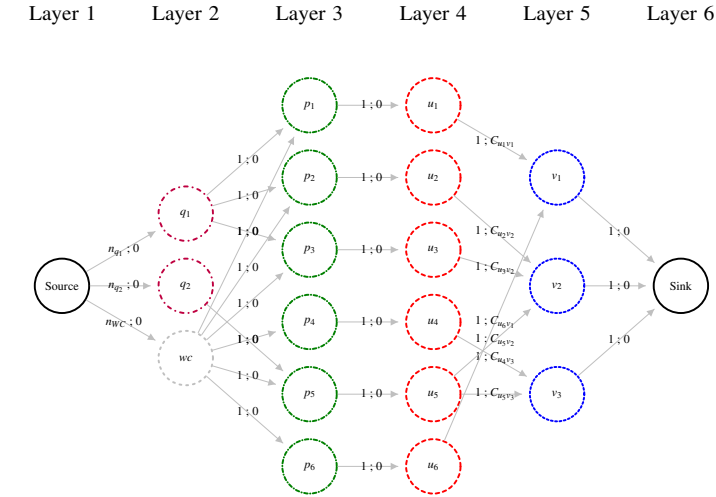 Layer 1 Layer 2 Layer 3 Layer 4 Layer 5 Layer 6
p₁ 1 ; 0 u₁
1 ; C_{u₁v₁}
1 ; 0
p₂ 1 ; 0 u₂ v₁
1 ; 0
q₁
1 ; 0 1 ; C_{u₂v₂} 1 ; 0
n_{q₁} ; 0 p₃ 1 ; 0 u₃
1 ; 0 1 ; C_{u₃v₂}
Source n_{q₂} ; 0 q₂ v₂ 1 ; 0 Sink
1 ; 0
n_{WC} ; 0 p₄ 1 ; 0 u₄ 1 ; C_{u₆v₁}
1 ; 0 1 ; C_{u₅v₂} 1 ; 0
wc 1 ; C_{u₄v₃}
1 ; 0
p₅ 1 ; 0 u₅ 1 ; C_{u₅v₃} v₃
1 ; 0
p₆ 1 ; 0 u₆